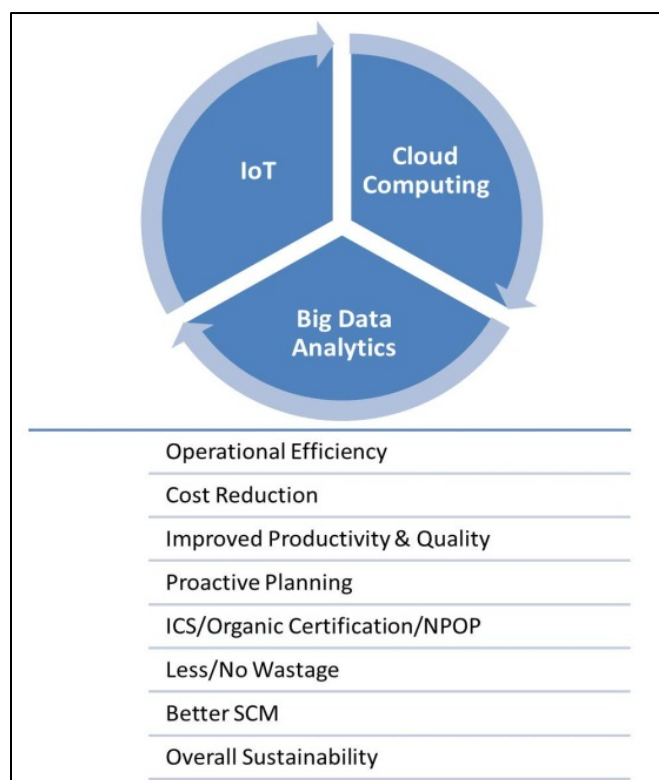 IoT
Cloud
Computing
Big Data
Analytics
Operational Efficiency
Cost Reduction
Improved Productivity & Quality
Proactive Planning
ICS/Organic Certification/NPOP
Less/No Wastage
Better SCM
Overall Sustainability